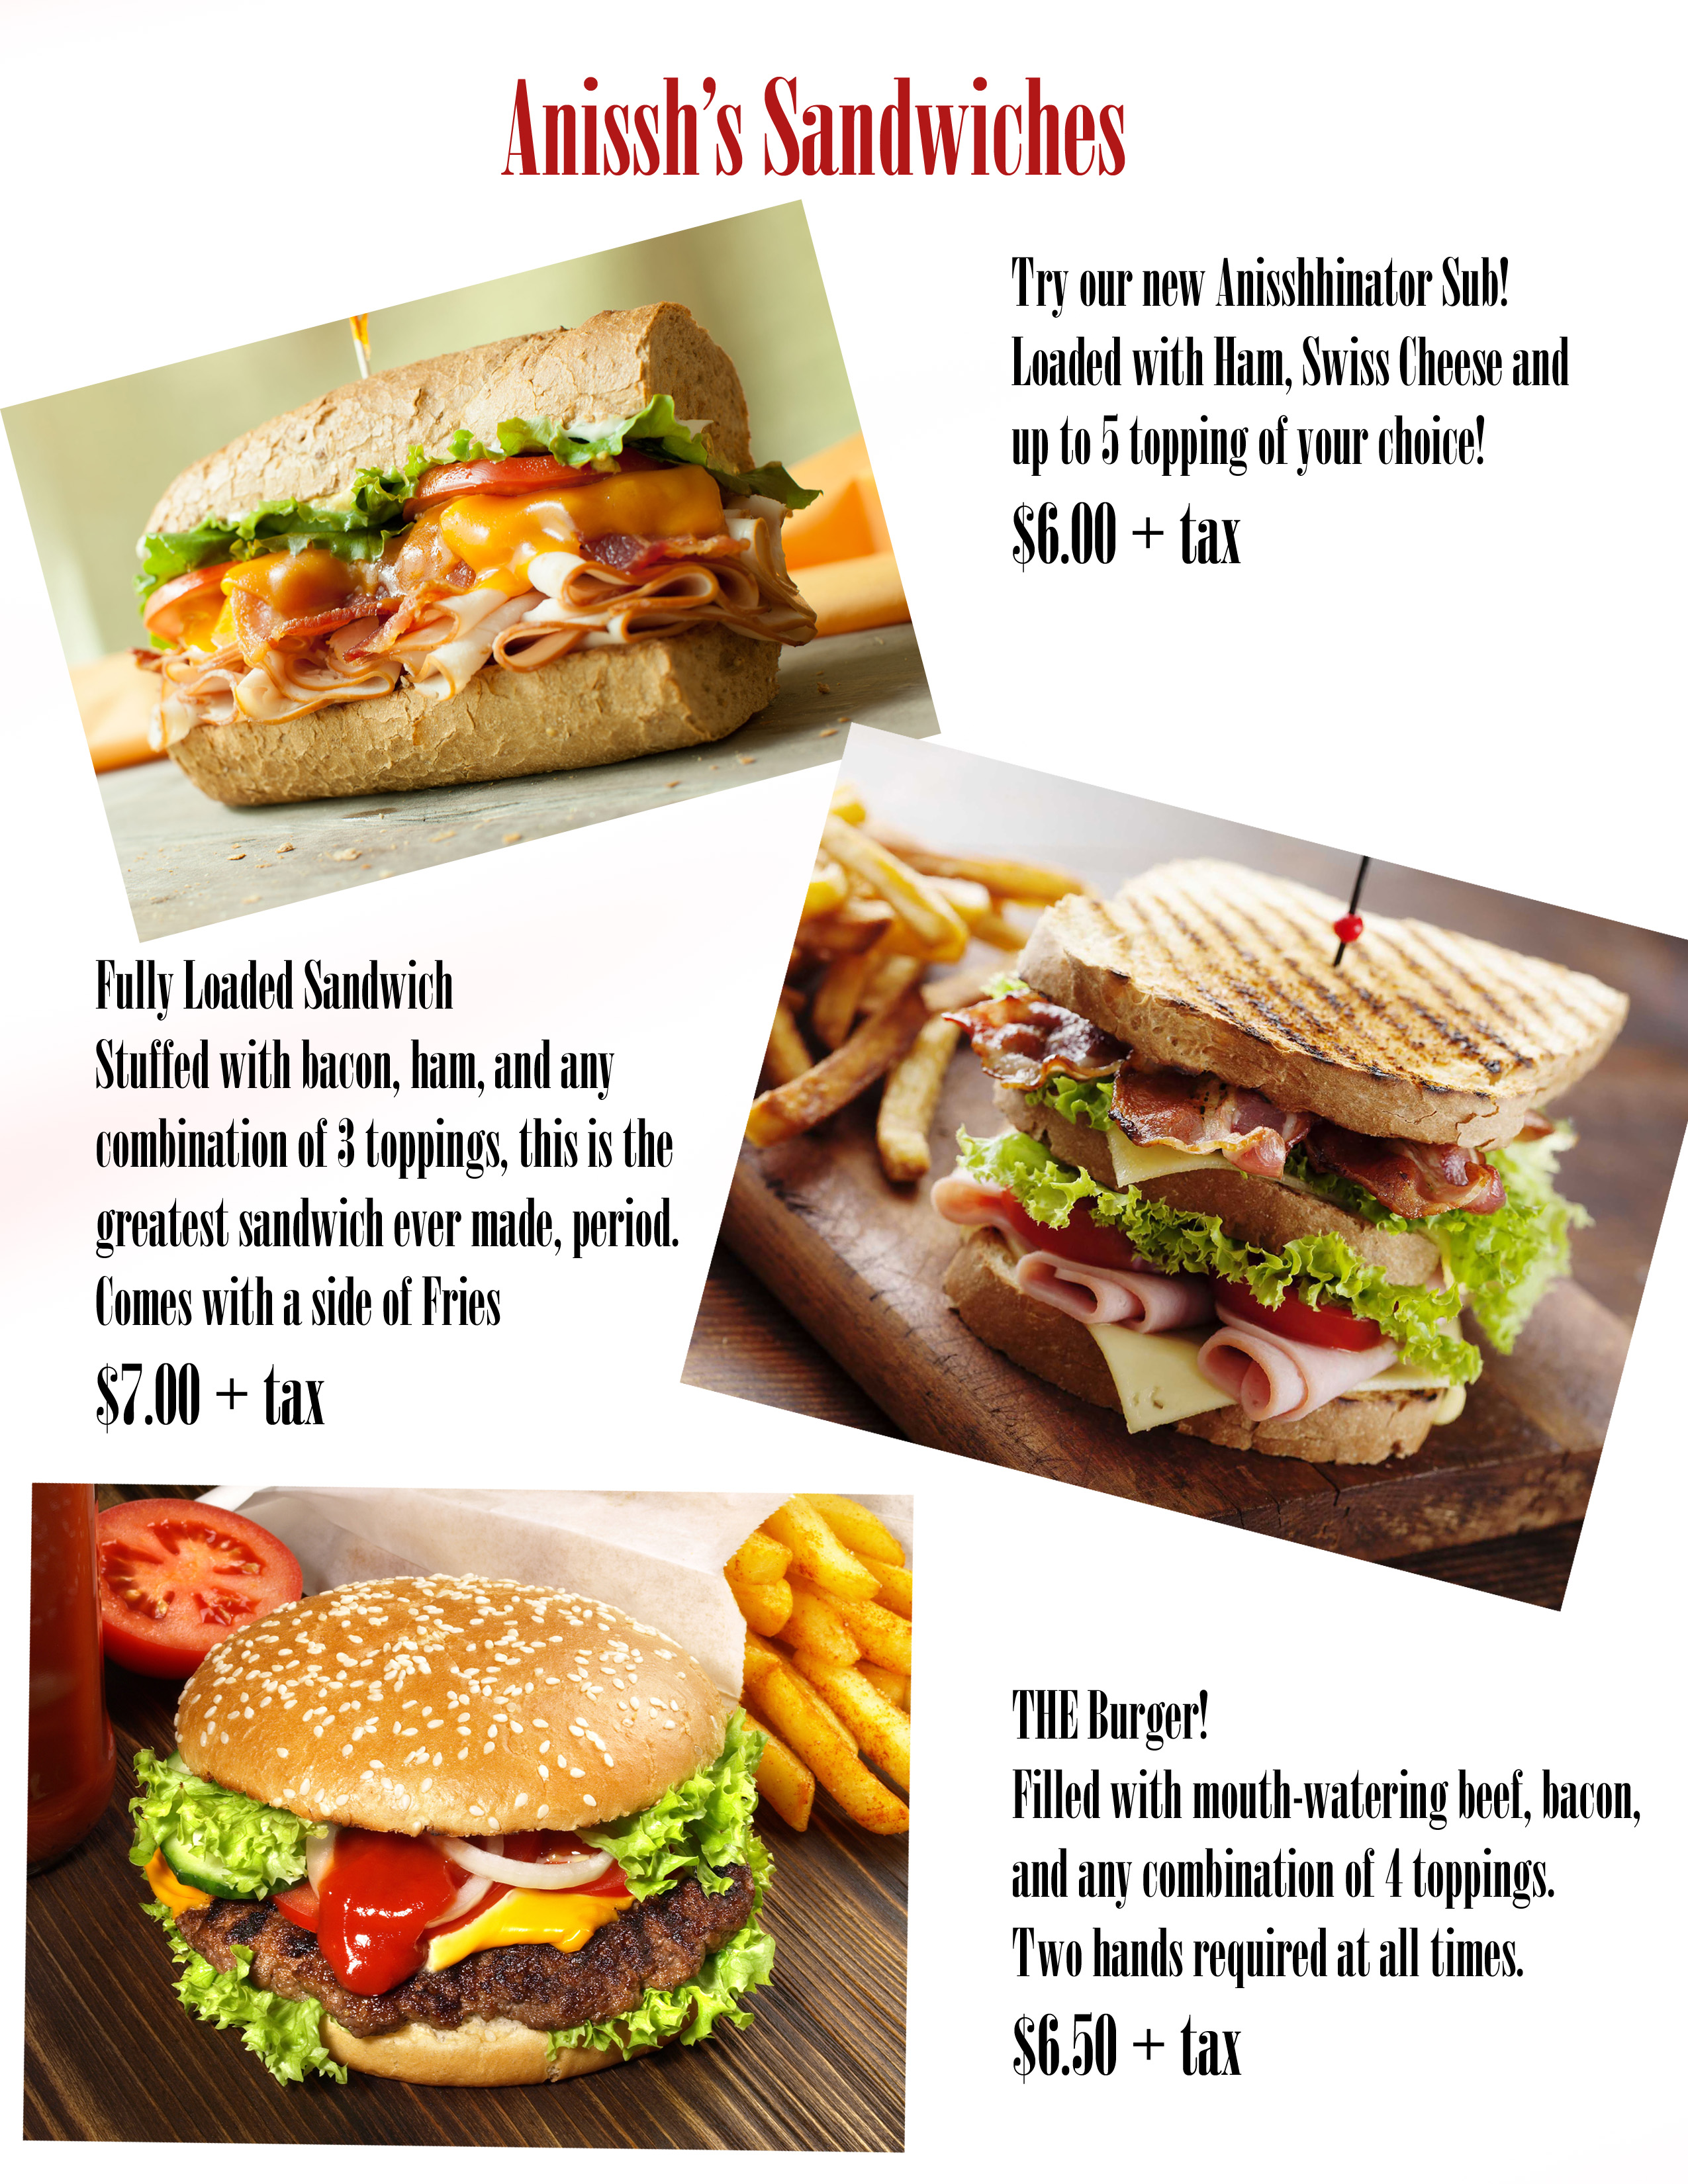 Anissh's Sandwiches
Try our new Anisshhinator Sub!
Loaded with Ham, Swiss Cheese and
up to 5 topping of your choice!
$6.00 + tax
Fully Loaded Sandwich
Stuffed with bacon, ham, and any
combination of 3 toppings, this is the
greatest sandwich ever made, period.
Comes with a side of Fries
$7.00 + tax
THE Burger!
Filled with mouth-watering beef, bacon,
and any combination of 4 toppings.
Two hands required at all times.
$6.50 + tax